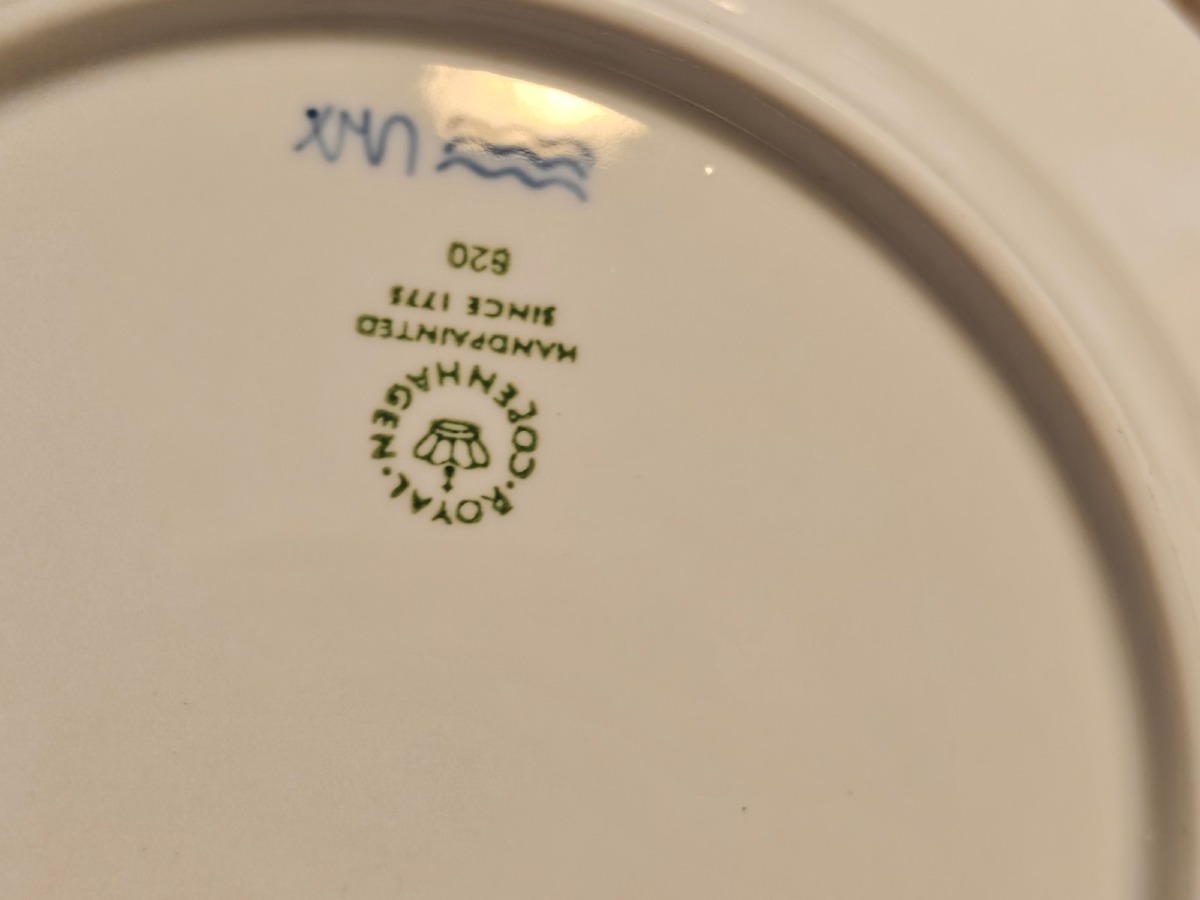 ROYAL · COPENHAGEN ·
HANDPAINTED
SINCE 1775
620